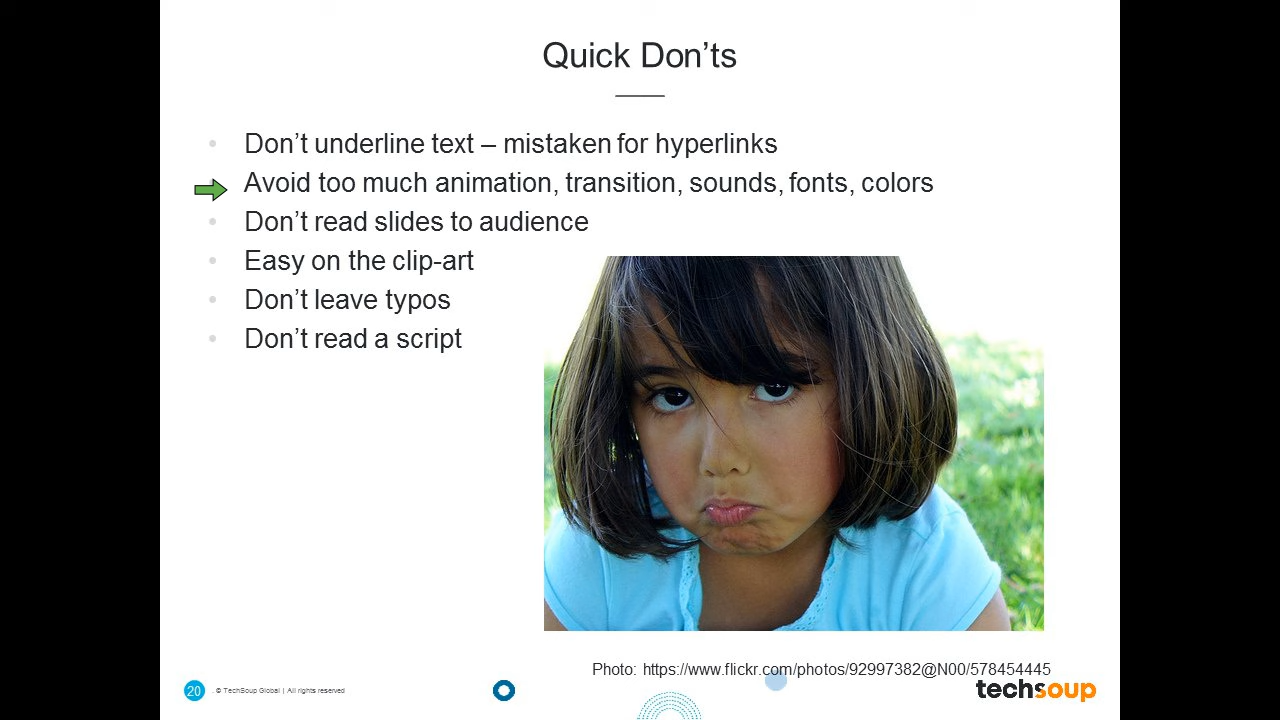 Quick Don’ts
Don’t underline text – mistaken for hyperlinks
Avoid too much animation, transition, sounds, fonts, colors
Don’t read slides to audience
Easy on the clip-art
Don’t leave typos
Don’t read a script
Photo: https://www.flickr.com/photos/92997382@N00/578454445
20 . © TechSoup Global | All rights reserved
techsoup